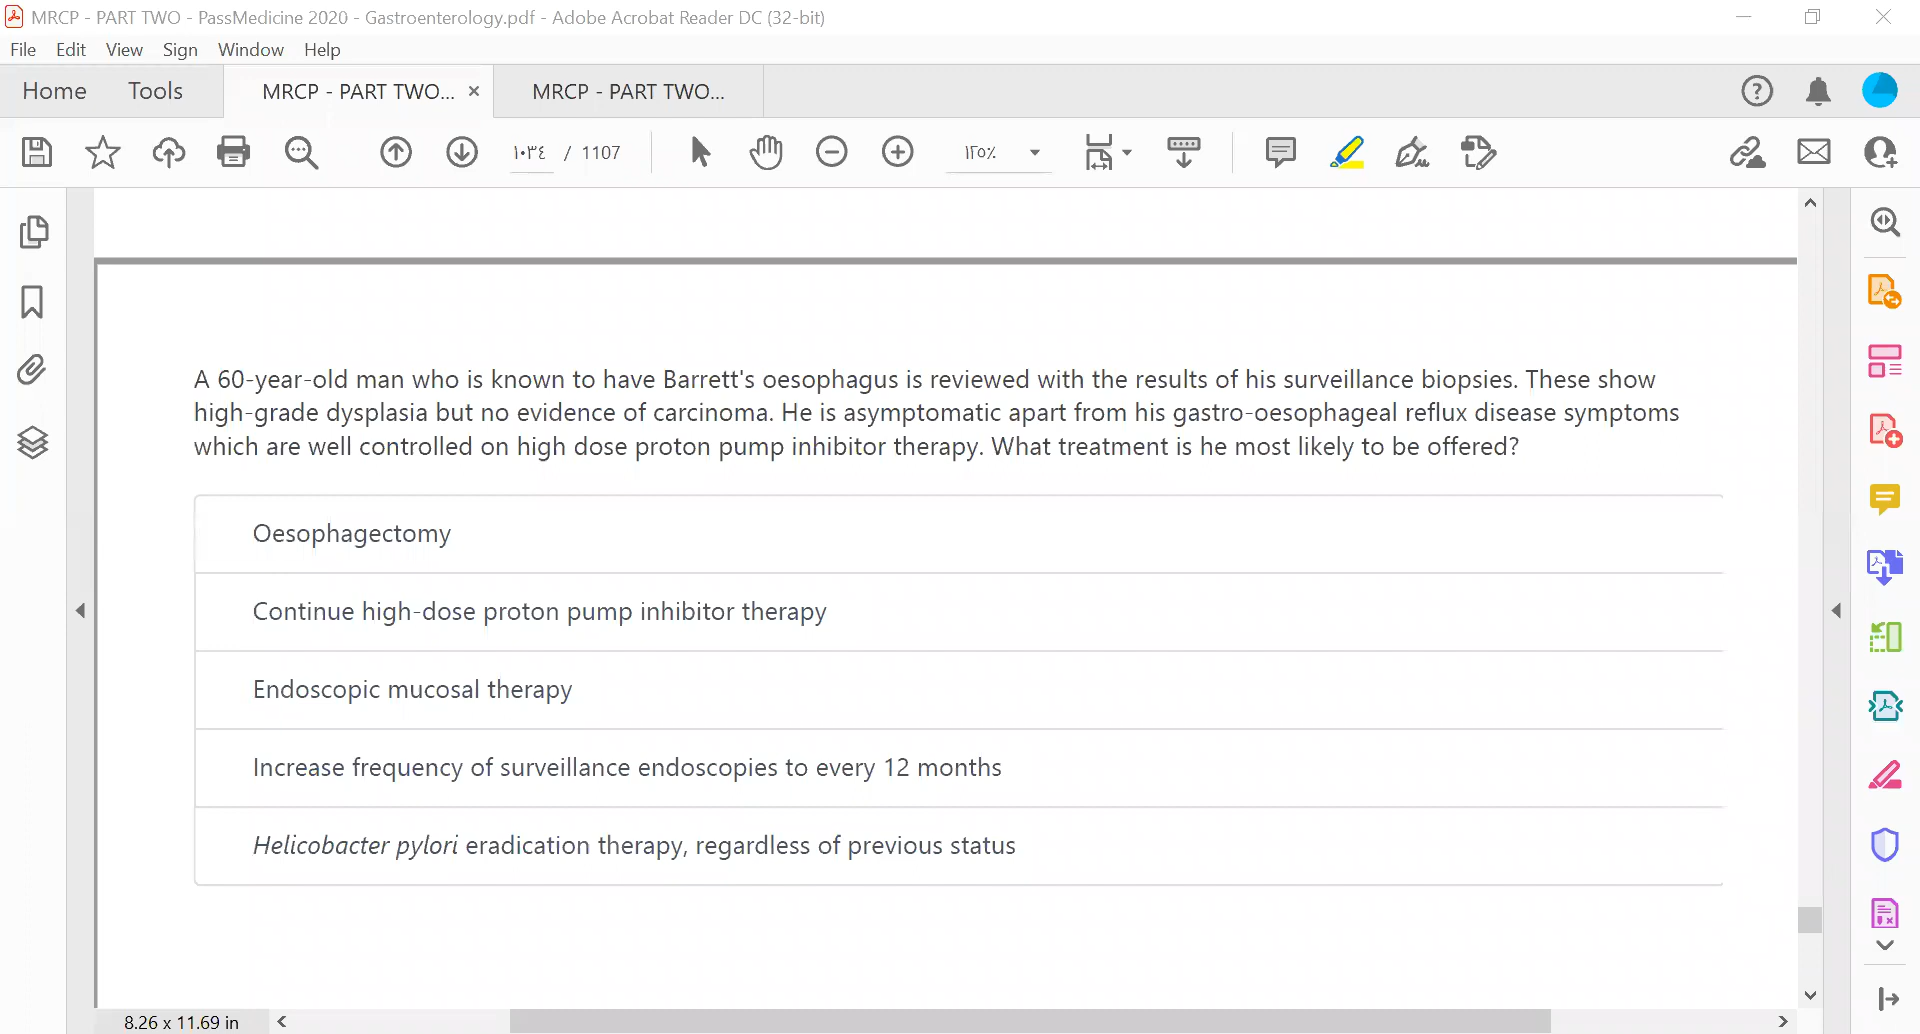 MRCP - PART TWO - PassMedicine 2020 - Gastroenterology.pdf - Adobe Acrobat Reader DC (32-bit)
File Edit View Sign Window Help
Home Tools MRCP - PART TWO... × MRCP - PART TWO...
١٠٣٤ / 1107 ١٢٥٪
A 60-year-old man who is known to have Barrett's oesophagus is reviewed with the results of his surveillance biopsies. These show
high-grade dysplasia but no evidence of carcinoma. He is asymptomatic apart from his gastro-oesophageal reflux disease symptoms
which are well controlled on high dose proton pump inhibitor therapy. What treatment is he most likely to be offered?
Oesophagectomy
Continue high-dose proton pump inhibitor therapy
Endoscopic mucosal therapy
Increase frequency of surveillance endoscopies to every 12 months
Helicobacter pylori eradication therapy, regardless of previous status
8.26 x 11.69 in